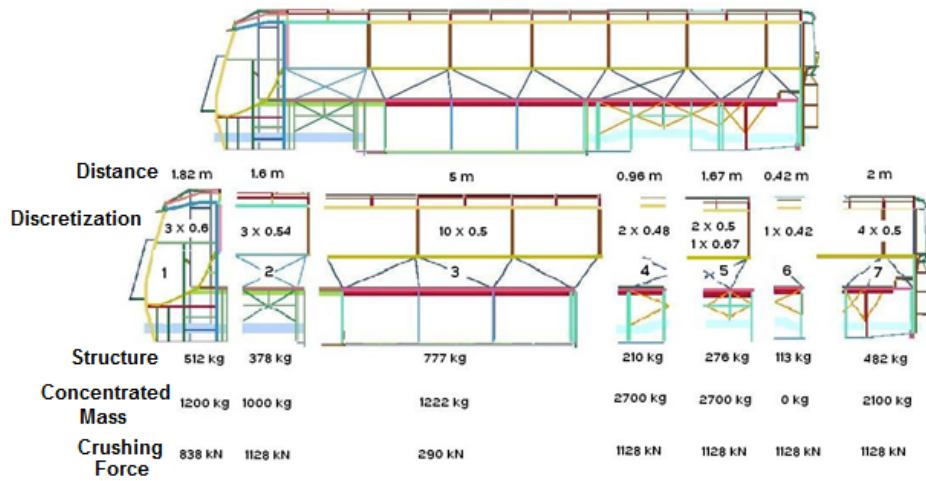 Distance 1.82 m 1.6 m 5 m 0.96 m 1.67 m 0.42 m 2 m
Discretization 3 X 0.6 3 X 0.54 10 X 0.5 2 X 0.48 2 X 0.5 1 X 0.42 4 X 0.5
1 X 0.67
1 2 3 4 5 6 7
Structure 512 kg 378 kg 777 kg 210 kg 276 kg 113 kg 482 kg
Concentrated
Mass 1200 kg 1000 kg 1222 kg 2700 kg 2700 kg 0 kg 2100 kg
Crushing
Force 838 kN 1128 kN 290 kN 1128 kN 1128 kN 1128 kN 1128 kN